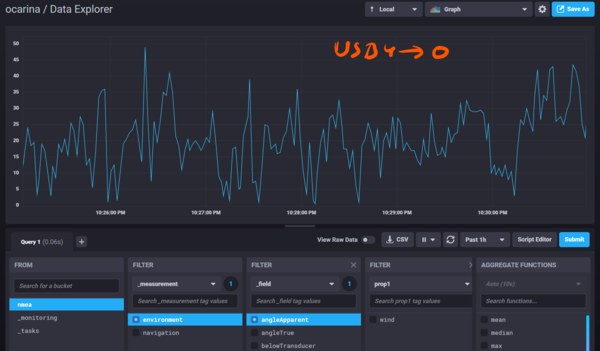 ocarina / Data Explorer
Local
Graph
Save As
USD4→0
50
45
40
35
30
25
20
15
10
5
0
10:26:00 PM 10:27:00 PM 10:28:00 PM 10:29:00 PM 10:30:00 PM
Query 1 (0.06s) +
View Raw Data
CSV
Past 1h
Script Editor
Submit
FROM
Search for a bucket
nmea
_monitoring
_tasks
FILTER
_measurement 1
Search _measurement tag values
environment
navigation
FILTER
_field 1
Search _field tag values
angleApparent
angleTrue
belowTransducer
FILTER
prop1
Search prop1 tag values
wind
AGGREGATE FUNCTIONS
Auto (10s)
Search functions...
mean
median
max